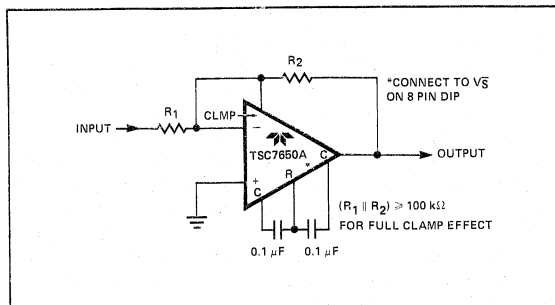 R2
*CONNECT TO V̅S
ON 8 PIN DIP
R1
CLMP
INPUT
−
TSC7650A
C
OUTPUT
*
R
+
C
(R1 ∥ R2) ⩾ 100 kΩ
FOR FULL CLAMP EFFECT
0.1 μF
0.1 μF